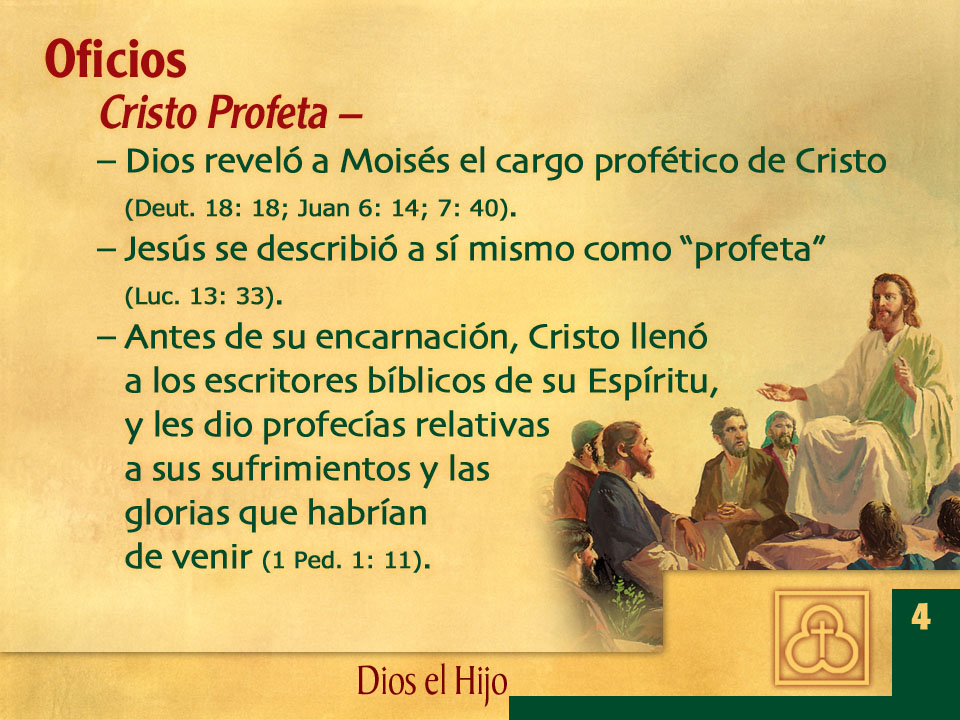 Oficios
Cristo Profeta –
– Dios reveló a Moisés el cargo profético de Cristo
(Deut. 18: 18; Juan 6: 14; 7: 40).
– Jesús se describió a sí mismo como “profeta”
(Luc. 13: 33).
– Antes de su encarnación, Cristo llenó
a los escritores bíblicos de su Espíritu,
y les dio profecías relativas
a sus sufrimientos y las
glorias que habrían
de venir (1 Ped. 1: 11).
4
Dios el Hijo